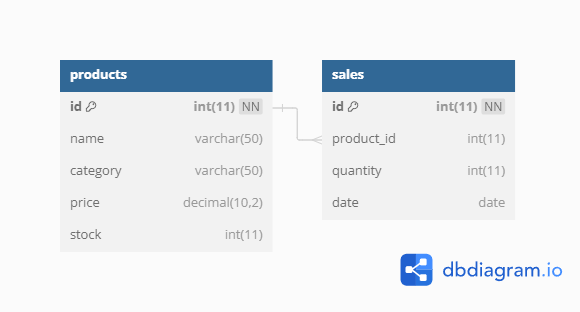 products
id int(11) NN
name varchar(50)
category varchar(50)
price decimal(10,2)
stock int(11)
sales
id int(11) NN
product_id int(11)
quantity int(11)
date date
dbdiagram.io